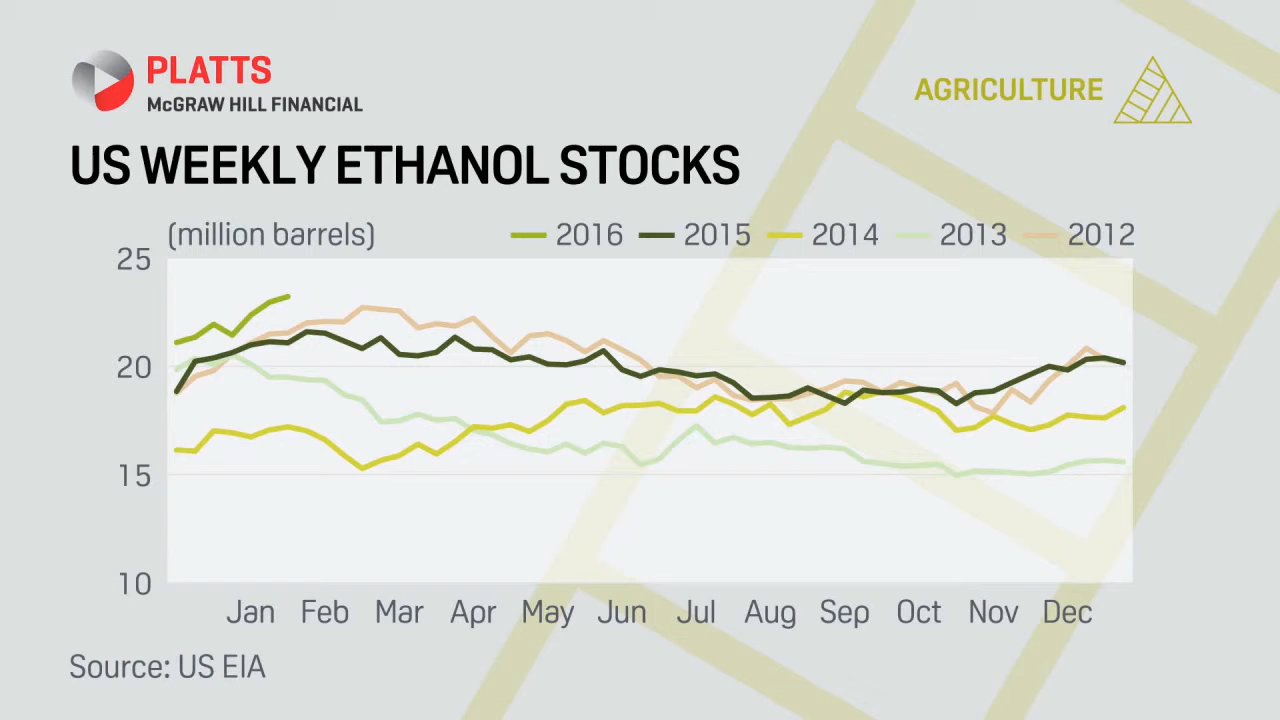 PLATTS
McGRAW HILL FINANCIAL
AGRICULTURE
US WEEKLY ETHANOL STOCKS
(million barrels)
2016 2015 2014 2013 2012
25
20
15
10
Jan Feb Mar Apr May Jun Jul Aug Sep Oct Nov Dec
Source: US EIA